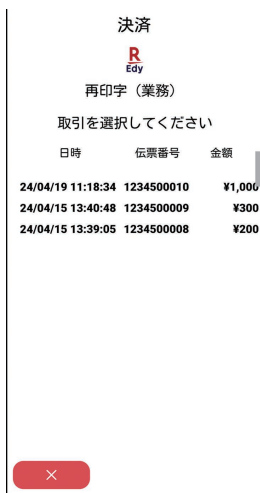 決済
R
Edy
再印字（業務）
取引を選択してください
日時 伝票番号 金額
24/04/19 11:18:34 1234500010 ¥1,000
24/04/15 13:40:48 1234500009 ¥300
24/04/15 13:39:05 1234500008 ¥200
×